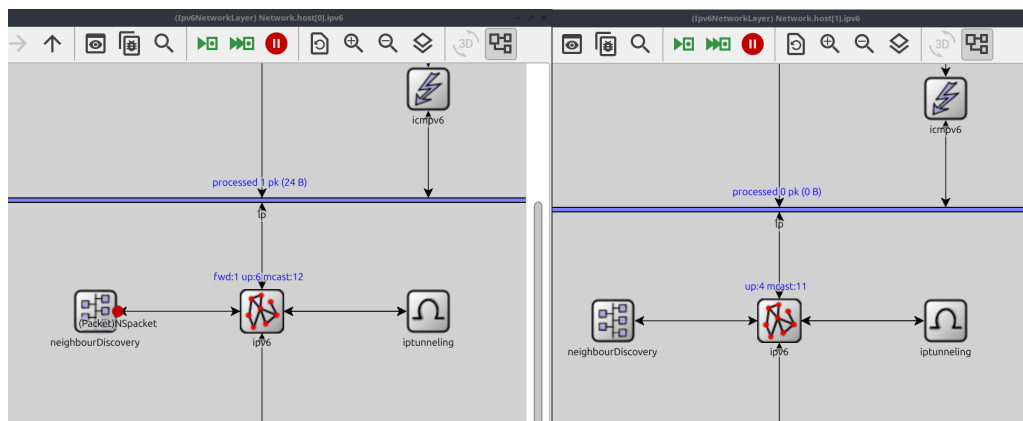 (Ipv6NetworkLayer) Network.host[0].ipv6
3D
icmpv6
processed 1 pk (24 B)
lp
fwd:1 up:6 mcast:12
(Packet)NSpacket
neighbourDiscovery
ipv6
iptunneling
(Ipv6NetworkLayer) Network.host[1].ipv6
3D
icmpv6
processed 0 pk (0 B)
lp
up:4 mcast:11
neighbourDiscovery
ipv6
iptunneling